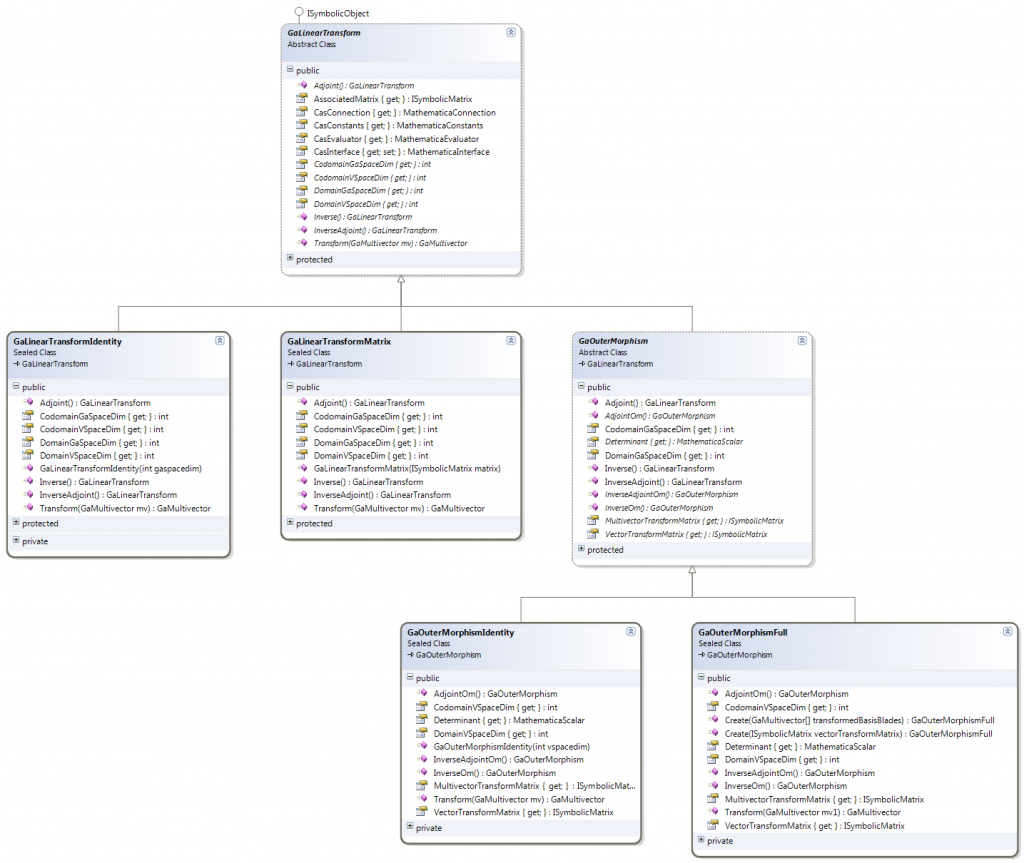 ISymbolicObject
GaLinearTransform
Abstract Class
public
Adjoint() : GaLinearTransform
AssociatedMatrix { get; } : ISymbolicMatrix
CasConnection { get; } : MathematicaConnection
CasConstants { get; } : MathematicaConstants
CasEvaluator { get; } : MathematicaEvaluator
CasInterface { get; set; } : MathematicaInterface
CodomainGaSpaceDim { get; } : int
CodomainVSpaceDim { get; } : int
DomainGaSpaceDim { get; } : int
DomainVSpaceDim { get; } : int
Inverse() : GaLinearTransform
InverseAdjoint() : GaLinearTransform
Transform(GaMultivector mv) : GaMultivector
protected
GaLinearTransformIdentity
Sealed Class
GaLinearTransform
public
Adjoint() : GaLinearTransform
CodomainGaSpaceDim { get; } : int
CodomainVSpaceDim { get; } : int
DomainGaSpaceDim { get; } : int
DomainVSpaceDim { get; } : int
GaLinearTransformIdentity(int gaspacedim)
Inverse() : GaLinearTransform
InverseAdjoint() : GaLinearTransform
Transform(GaMultivector mv) : GaMultivector
protected
private
GaLinearTransformMatrix
Sealed Class
GaLinearTransform
public
Adjoint() : GaLinearTransform
CodomainGaSpaceDim { get; } : int
CodomainVSpaceDim { get; } : int
DomainGaSpaceDim { get; } : int
DomainVSpaceDim { get; } : int
GaLinearTransformMatrix(ISymbolicMatrix matrix)
Inverse() : GaLinearTransform
InverseAdjoint() : GaLinearTransform
Transform(GaMultivector mv) : GaMultivector
protected
GaOuterMorphism
Abstract Class
GaLinearTransform
public
Adjoint() : GaLinearTransform
AdjointOm() : GaOuterMorphism
CodomainGaSpaceDim { get; } : int
Determinant { get; } : MathematicaScalar
DomainGaSpaceDim { get; } : int
Inverse() : GaLinearTransform
InverseAdjoint() : GaLinearTransform
InverseAdjointOm() : GaOuterMorphism
InverseOm() : GaOuterMorphism
MultivectorTransformMatrix { get; } : ISymbolicMatrix
VectorTransformMatrix { get; } : ISymbolicMatrix
protected
GaOuterMorphismIdentity
Sealed Class
GaOuterMorphism
public
AdjointOm() : GaOuterMorphism
CodomainVSpaceDim { get; } : int
Determinant { get; } : MathematicaScalar
DomainVSpaceDim { get; } : int
GaOuterMorphismIdentity(int vspacedim)
InverseAdjointOm() : GaOuterMorphism
InverseOm() : GaOuterMorphism
MultivectorTransformMatrix { get; } : ISymbolicMat...
Transform(GaMultivector mv) : GaMultivector
VectorTransformMatrix { get; } : ISymbolicMatrix
private
GaOuterMorphismFull
Sealed Class
GaOuterMorphism
public
AdjointOm() : GaOuterMorphism
CodomainVSpaceDim { get; } : int
Create(GaMultivector[] transformedBasisBlades) : GaOuterMorphismFull
Create(ISymbolicMatrix vectorTransformMatrix) : GaOuterMorphismFull
Determinant { get; } : MathematicaScalar
DomainVSpaceDim { get; } : int
InverseAdjointOm() : GaOuterMorphism
InverseOm() : GaOuterMorphism
MultivectorTransformMatrix { get; } : ISymbolicMatrix
Transform(GaMultivector mv1) : GaMultivector
VectorTransformMatrix { get; } : ISymbolicMatrix
private